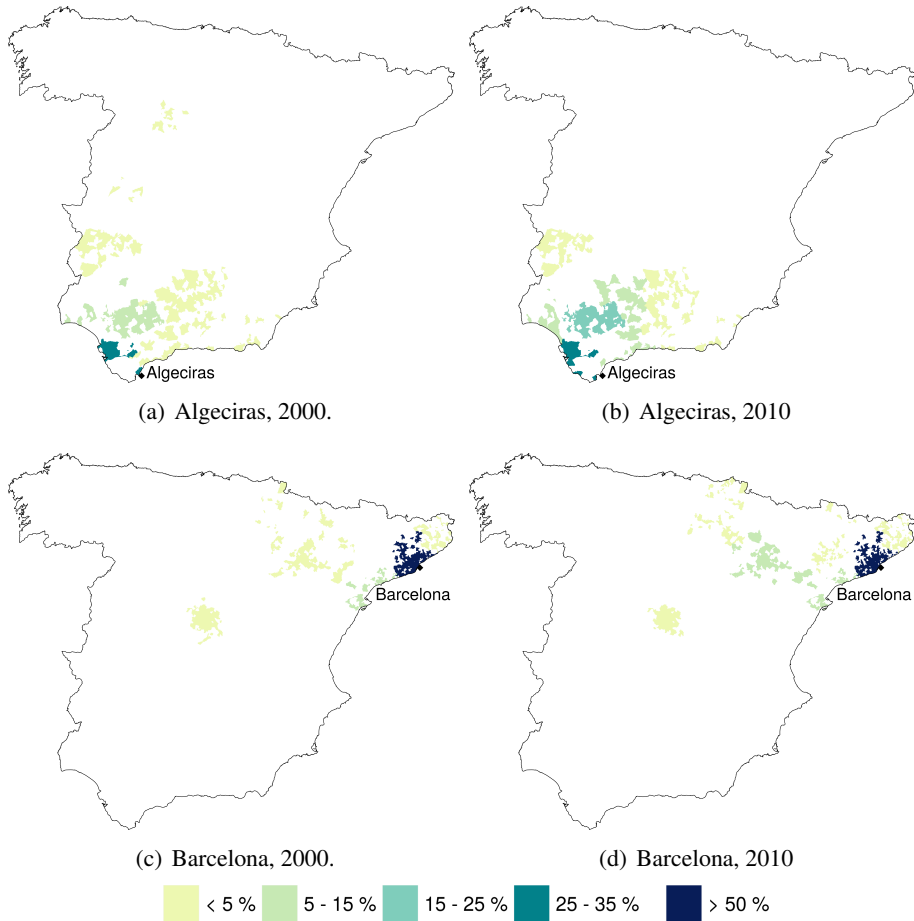 Algeciras
Algeciras
(a) Algeciras, 2000.
(b) Algeciras, 2010
Barcelona
Barcelona
(c) Barcelona, 2000.
(d) Barcelona, 2010
< 5 %
5 - 15 %
15 - 25 %
25 - 35 %
> 50 %